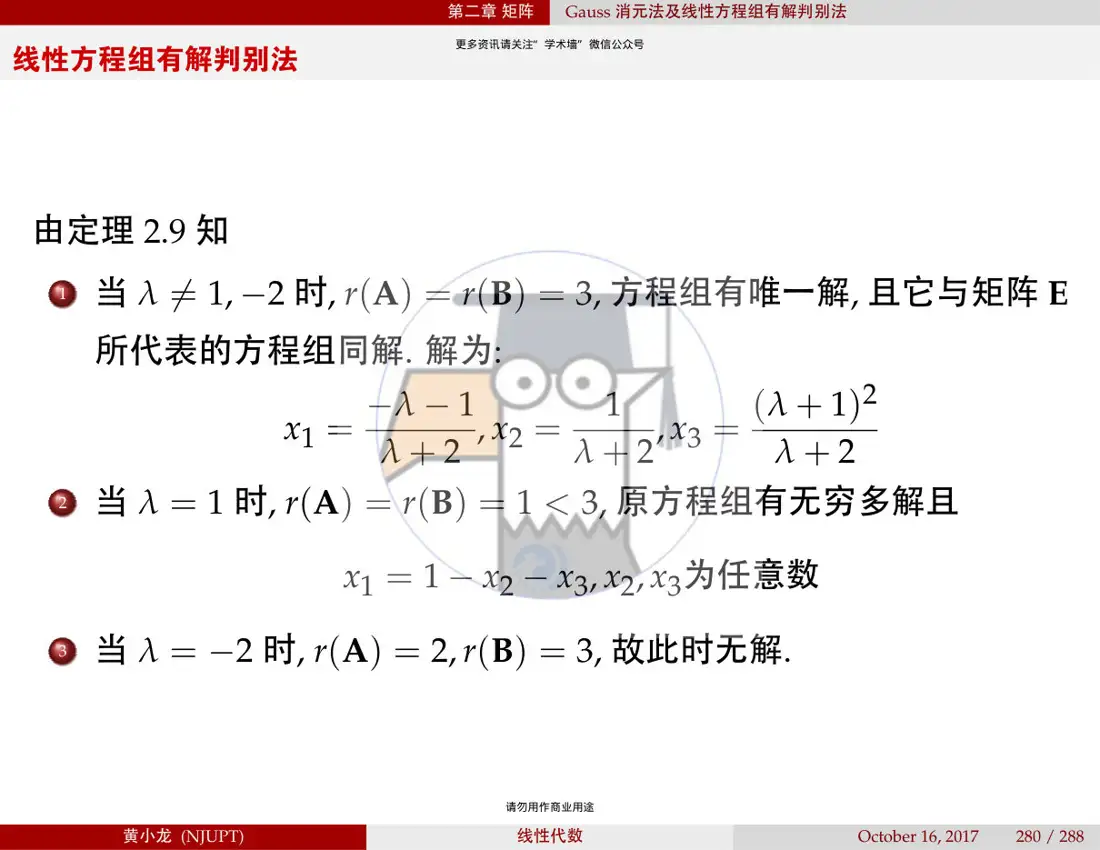 第二章 矩阵 Gauss 消元法及线性方程组有解判别法
更多资讯请关注“学术墙”微信公众号
线性方程组有解判别法
由定理 2.9 知
1 当 λ ≠ 1, −2 时, r(A) = r(B) = 3, 方程组有唯一解, 且它与矩阵 E
所代表的方程组同解. 解为:
x₁ = (−λ − 1)/(λ + 2), x₂ = 1/(λ + 2), x₃ = (λ + 1)²/(λ + 2)
2 当 λ = 1 时, r(A) = r(B) = 1 < 3, 原方程组有无穷多解且
x₁ = 1 − x₂ − x₃, x₂, x₃为任意数
3 当 λ = −2 时, r(A) = 2, r(B) = 3, 故此时无解.
请勿用作商业用途
黄小龙 (NJUPT) 线性代数 October 16, 2017 280 / 288